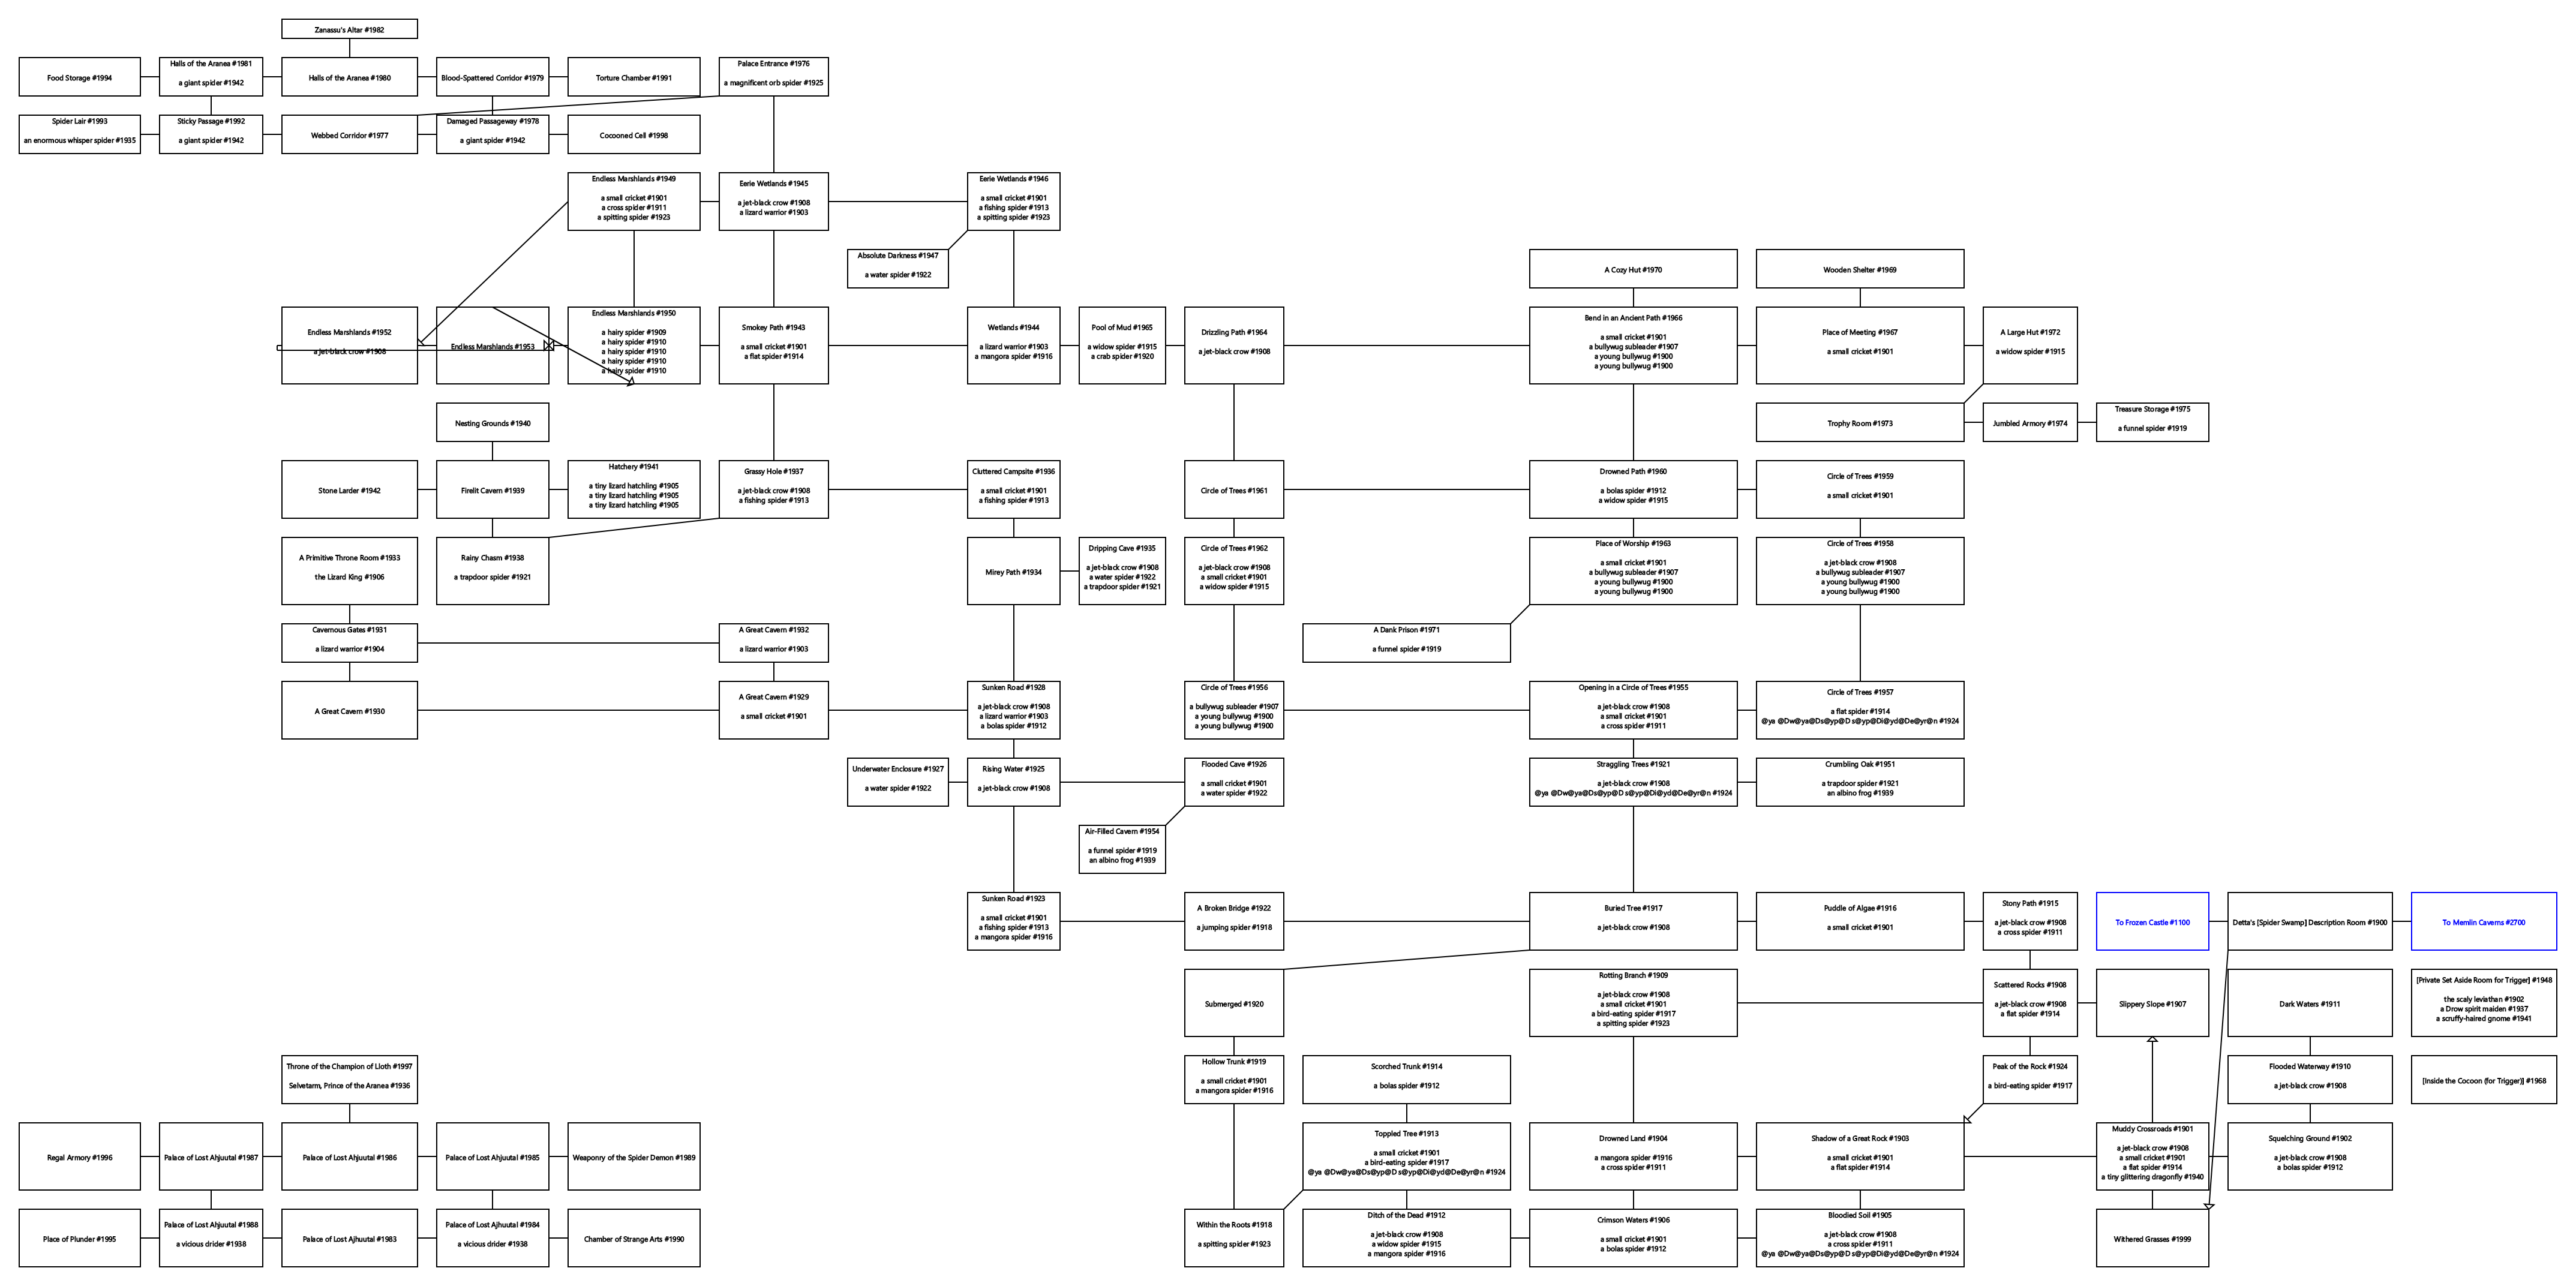 Zanassu's Altar #1982
Food Storage #1994
Halls of the Aranea #1981
a giant spider #1942
Halls of the Aranea #1980
Blood-Spattered Corridor #1979
Torture Chamber #1991
Palace Entrance #1976
a magnificent orb spider #1925
Spider Lair #1993
an enormous whisper spider #1935
Sticky Passage #1992
a giant spider #1942
Webbed Corridor #1977
Damaged Passageway #1978
a giant spider #1942
Cocooned Cell #1998
Endless Marshlands #1949
a small cricket #1901
a cross spider #1911
a spitting spider #1923
Eerie Wetlands #1945
a jet-black crow #1908
a lizard warrior #1903
Eerie Wetlands #1946
a small cricket #1901
a fishing spider #1913
a spitting spider #1923
Absolute Darkness #1947
a water spider #1922
A Cozy Hut #1970
Wooden Shelter #1969
Endless Marshlands #1952
a jet-black crow #1908
Endless Marshlands #1953
Endless Marshlands #1950
a hairy spider #1909
a hairy spider #1910
a hairy spider #1910
a hairy spider #1910
a hairy spider #1910
Smokey Path #1943
a small cricket #1901
a flat spider #1914
Wetlands #1944
a lizard warrior #1903
a mangora spider #1916
Pool of Mud #1965
a widow spider #1915
a crab spider #1920
Drizzling Path #1964
a jet-black crow #1908
Bend in an Ancient Path #1966
a small cricket #1901
a bullywug subleader #1907
a young bullywug #1900
a young bullywug #1900
Place of Meeting #1967
a small cricket #1901
A Large Hut #1972
a widow spider #1915
Nesting Grounds #1940
Trophy Room #1973
Jumbled Armory #1974
Treasure Storage #1975
a funnel spider #1919
Stone Larder #1942
Firelit Cavern #1939
Hatchery #1941
a tiny lizard hatchling #1905
a tiny lizard hatchling #1905
a tiny lizard hatchling #1905
Grassy Hole #1937
a jet-black crow #1908
a fishing spider #1913
Cluttered Campsite #1936
a small cricket #1901
a fishing spider #1913
Circle of Trees #1961
Drowned Path #1960
a bolas spider #1912
a widow spider #1915
Circle of Trees #1959
a small cricket #1901
A Primitive Throne Room #1933
the Lizard King #1906
Rainy Chasm #1938
a trapdoor spider #1921
Mirey Path #1934
Dripping Cave #1935
a jet-black crow #1908
a water spider #1922
a trapdoor spider #1921
Circle of Trees #1962
a jet-black crow #1908
a small cricket #1901
a widow spider #1915
Place of Worship #1963
a small cricket #1901
a bullywug subleader #1907
a young bullywug #1900
a young bullywug #1900
Circle of Trees #1958
a jet-black crow #1908
a bullywug subleader #1907
a young bullywug #1900
a young bullywug #1900
Cavernous Gates #1931
a lizard warrior #1904
A Great Cavern #1932
a lizard warrior #1903
A Dank Prison #1971
a funnel spider #1919
A Great Cavern #1930
A Great Cavern #1929
a small cricket #1901
Sunken Road #1928
a jet-black crow #1908
a lizard warrior #1903
a bolas spider #1912
Circle of Trees #1956
a bullywug subleader #1907
a young bullywug #1900
a young bullywug #1900
Opening in a Circle of Trees #1955
a jet-black crow #1908
a small cricket #1901
a cross spider #1911
Circle of Trees #1957
a flat spider #1914
@ya @Dw@ya@Ds@yp@D s@yp@Di@yd@De@yr@n #1924
Underwater Enclosure #1927
a water spider #1922
Rising Water #1925
a jet-black crow #1908
Flooded Cave #1926
a small cricket #1901
a water spider #1922
Straggling Trees #1921
a jet-black crow #1908
@ya @Dw@ya@Ds@yp@D s@yp@Di@yd@De@yr@n #1924
Crumbling Oak #1951
a trapdoor spider #1921
an albino frog #1939
Air-Filled Cavern #1954
a funnel spider #1919
an albino frog #1939
Sunken Road #1923
a small cricket #1901
a fishing spider #1913
a mangora spider #1916
A Broken Bridge #1922
a jumping spider #1918
Buried Tree #1917
a jet-black crow #1908
Puddle of Algae #1916
a small cricket #1901
Stony Path #1915
a jet-black crow #1908
a cross spider #1911
To Frozen Castle #1100
Detta's [Spider Swamp] Description Room #1900
To Memlin Caverns #2700
Submerged #1920
Rotting Branch #1909
a jet-black crow #1908
a small cricket #1901
a bird-eating spider #1917
a spitting spider #1923
Scattered Rocks #1908
a jet-black crow #1908
a flat spider #1914
Slippery Slope #1907
Dark Waters #1911
[Private Set Aside Room for Trigger] #1948
the scaly leviathan #1902
a Drow spirit maiden #1937
a scruffy-haired gnome #1941
Throne of the Champion of Lloth #1997
Selvetarm, Prince of the Aranea #1936
Hollow Trunk #1919
a small cricket #1901
a mangora spider #1916
Scorched Trunk #1914
a bolas spider #1912
Peak of the Rock #1924
a bird-eating spider #1917
Flooded Waterway #1910
a jet-black crow #1908
[Inside the Cocoon (for Trigger)] #1968
Regal Armory #1996
Palace of Lost Ahjuutal #1987
Palace of Lost Ahjuutal #1986
Palace of Lost Ahjuutal #1985
Weaponry of the Spider Demon #1989
Toppled Tree #1913
a small cricket #1901
a bird-eating spider #1917
@ya @Dw@ya@Ds@yp@D s@yp@Di@yd@De@yr@n #1924
Drowned Land #1904
a mangora spider #1916
a cross spider #1911
Shadow of a Great Rock #1903
a small cricket #1901
a flat spider #1914
Muddy Crossroads #1901
a jet-black crow #1908
a small cricket #1901
a flat spider #1914
a tiny glittering dragonfly #1940
Squelching Ground #1902
a jet-black crow #1908
a bolas spider #1912
Place of Plunder #1995
Palace of Lost Ahjuutal #1988
a vicious drider #1938
Palace of Lost Ajhuutal #1983
Palace of Lost Ajhuutal #1984
a vicious drider #1938
Chamber of Strange Arts #1990
Within the Roots #1918
a spitting spider #1923
Ditch of the Dead #1912
a jet-black crow #1908
a widow spider #1915
a mangora spider #1916
Crimson Waters #1906
a small cricket #1901
a bolas spider #1912
Bloodied Soil #1905
a jet-black crow #1908
a cross spider #1911
@ya @Dw@ya@Ds@yp@D s@yp@Di@yd@De@yr@n #1924
Withered Grasses #1999